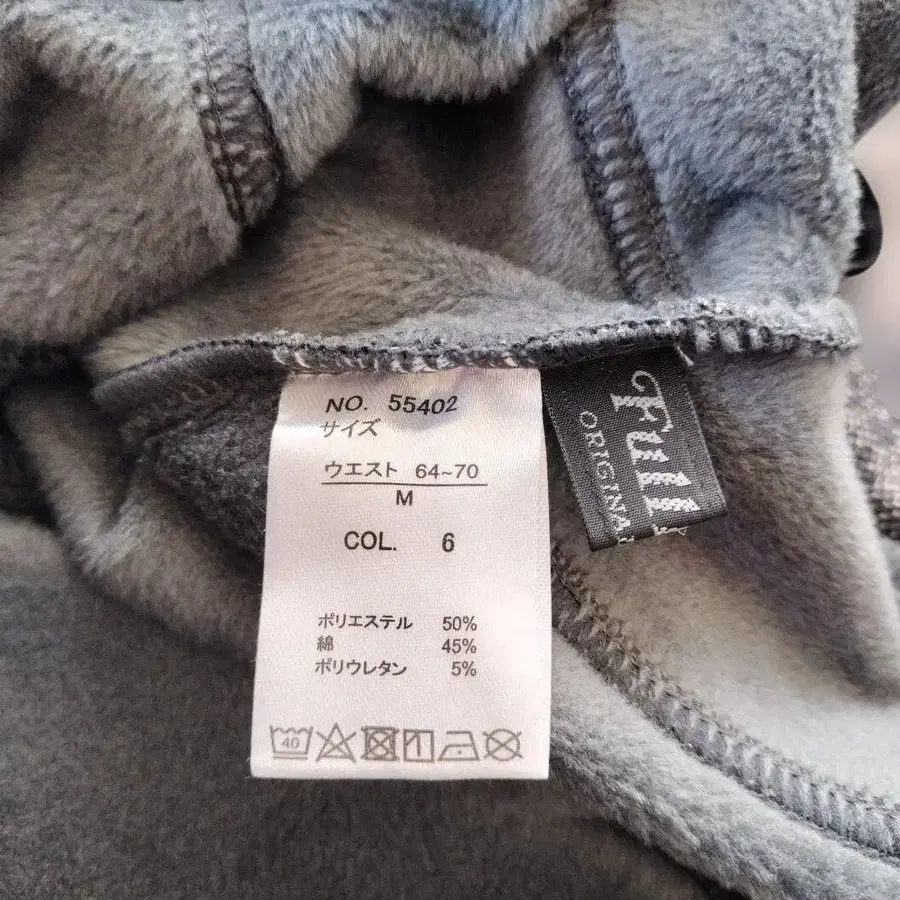 NO. 55402
サイズ
ウエスト 64~70
M
COL. 6
ポリエステル 50%
綿 45%
ポリウレタン 5%
40